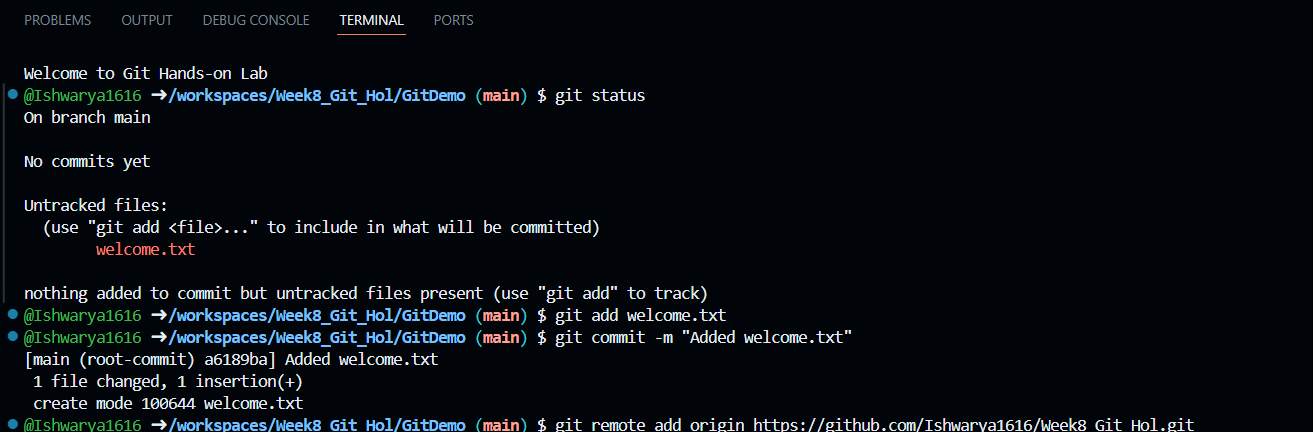 PROBLEMS OUTPUT DEBUG CONSOLE TERMINAL PORTS
Welcome to Git Hands-on Lab
@Ishwarya1616 ➜/workspaces/Week8_Git_Hol/GitDemo (main) $ git status
On branch main
No commits yet
Untracked files:
(use "git add <file>..." to include in what will be committed)
welcome.txt
nothing added to commit but untracked files present (use "git add" to track)
@Ishwarya1616 ➜/workspaces/Week8_Git_Hol/GitDemo (main) $ git add welcome.txt
@Ishwarya1616 ➜/workspaces/Week8_Git_Hol/GitDemo (main) $ git commit -m "Added welcome.txt"
[main (root-commit) a6189ba] Added welcome.txt
1 file changed, 1 insertion(+)
create mode 100644 welcome.txt
@Ishwarya1616 ➜/workspaces/Week8_Git_Hol/GitDemo (main) $ git remote add origin https://github.com/Ishwarya1616/Week8_Git_Hol.git